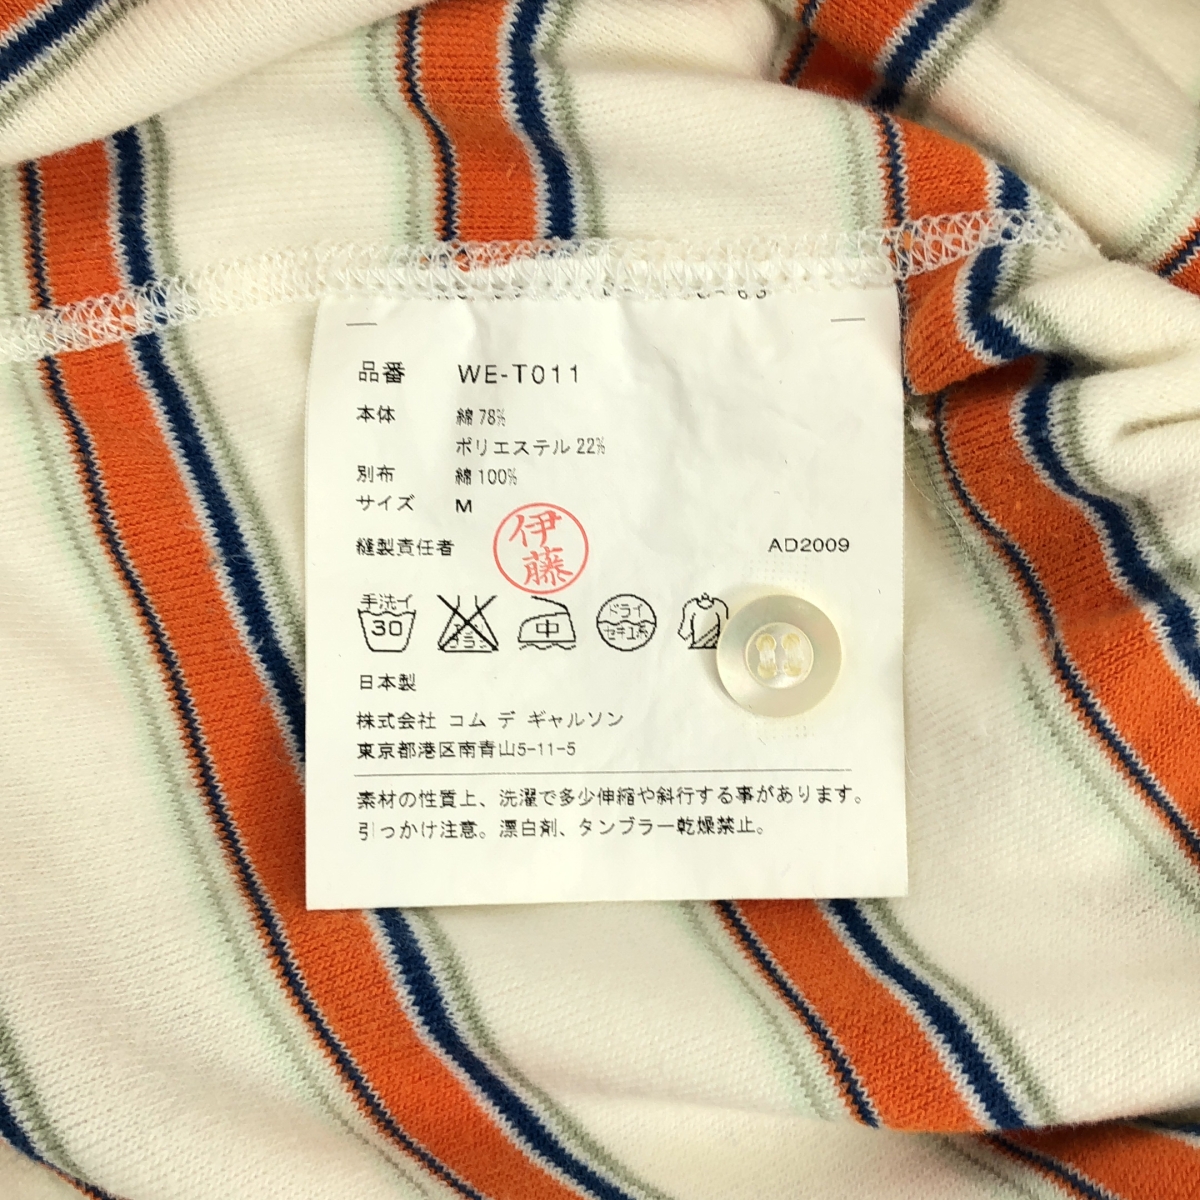 品番 WE-T011
本体 綿 78%
ポリエステル 22%
別布 綿 100%
サイズ M
縫製責任者 伊藤 AD2009
手洗イ 30 中 ドライ セキユ系
日本製
株式会社 コム デ ギャルソン
東京都港区南青山5-11-5
素材の性質上、洗濯で多少伸縮や斜行する事があります。
引っかけ注意。漂白剤、タンブラー乾燥禁止。